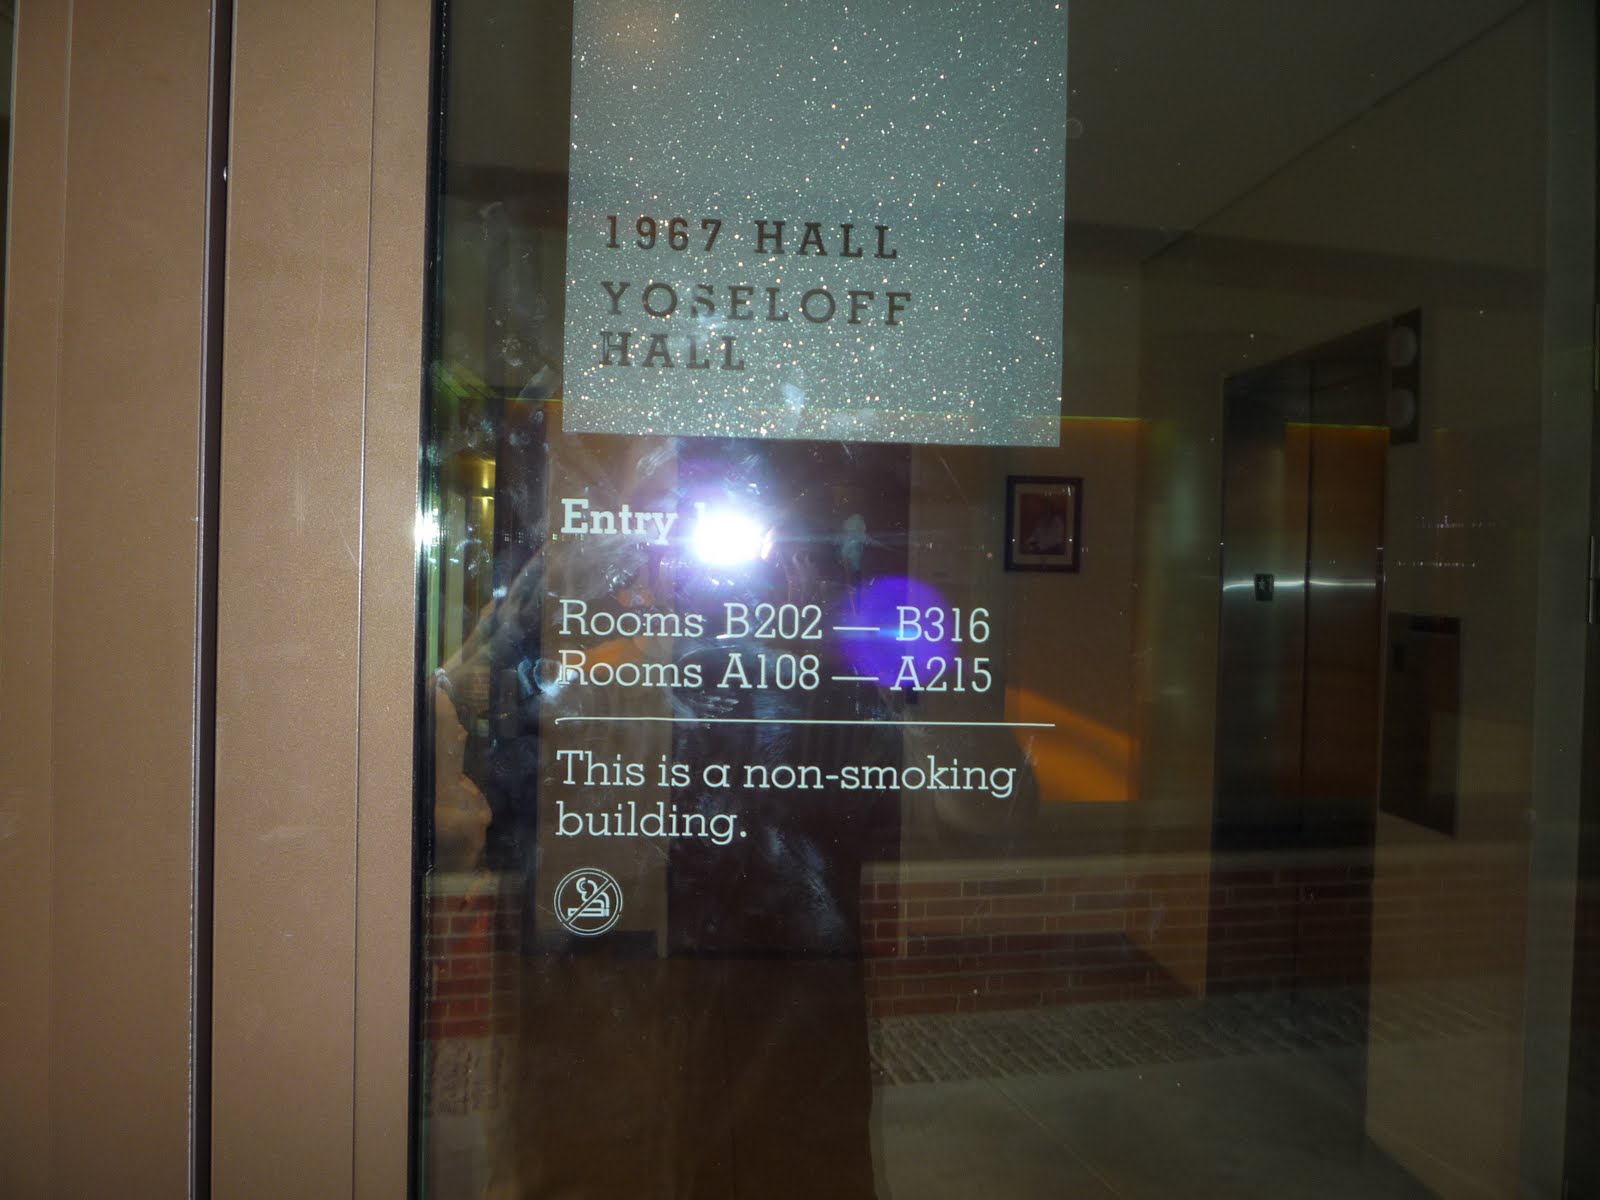 1967 HALL
YOSELOFF
HALL
Entry
Rooms B202 — B316
Rooms A108 — A215
This is a non-smoking
building.